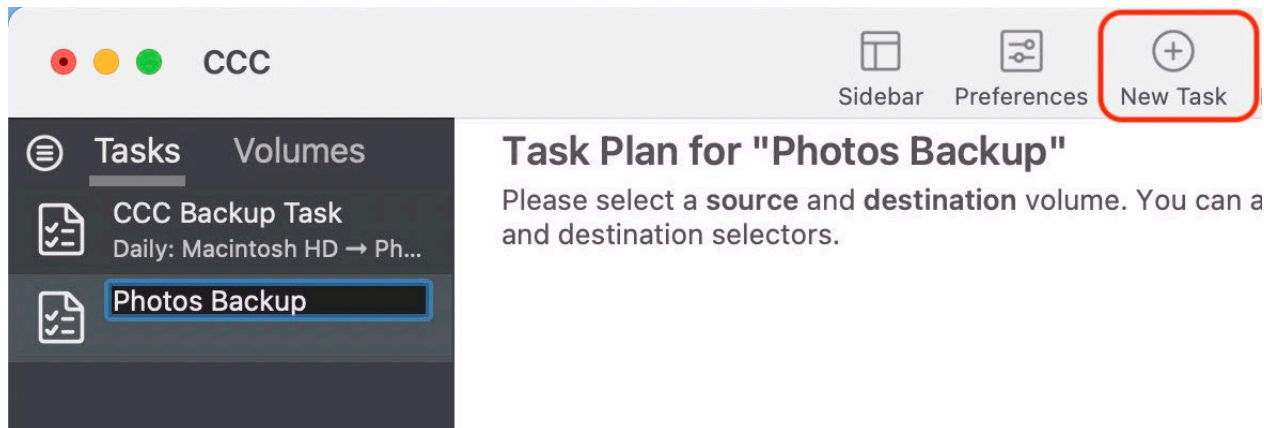 CCC
Sidebar Preferences New Task
Tasks Volumes
CCC Backup Task
Daily: Macintosh HD → Ph...
Photos Backup
Task Plan for "Photos Backup"
Please select a source and destination volume. You can a
and destination selectors.